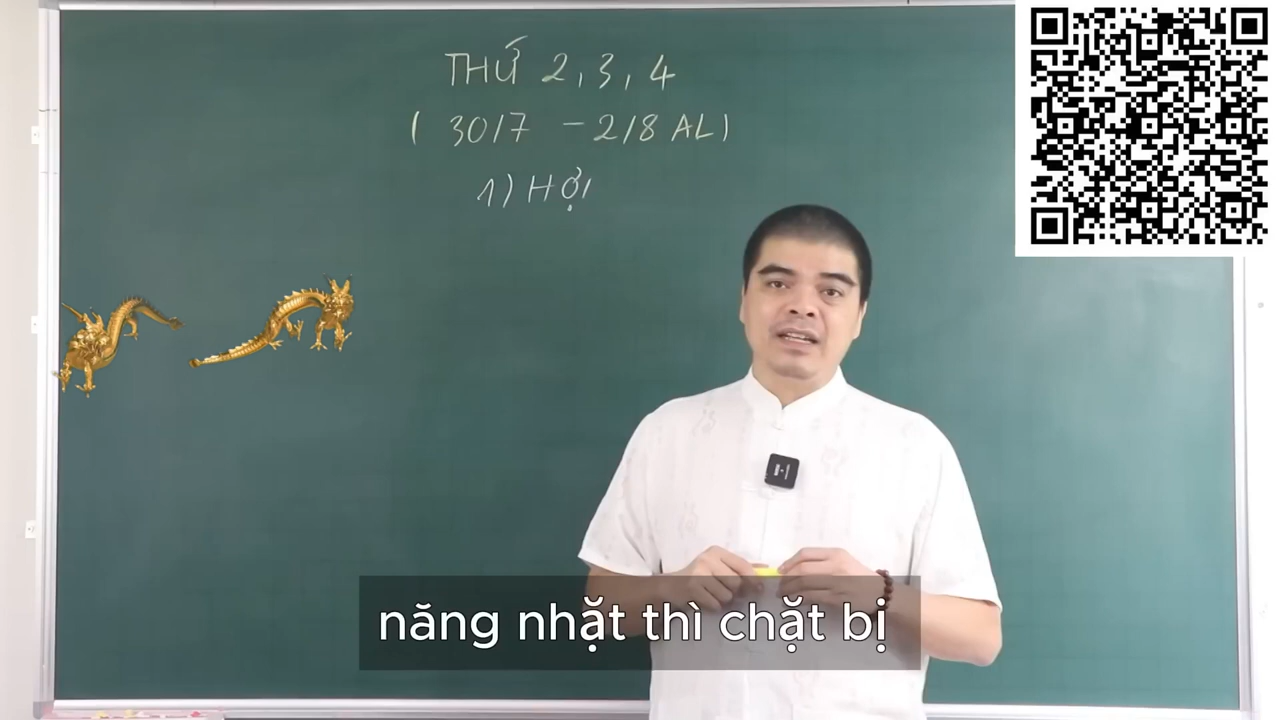 THỨ 2, 3, 4
( 30/7 - 2/8 AL)
1) HỢI
năng nhặt thì chặt bị